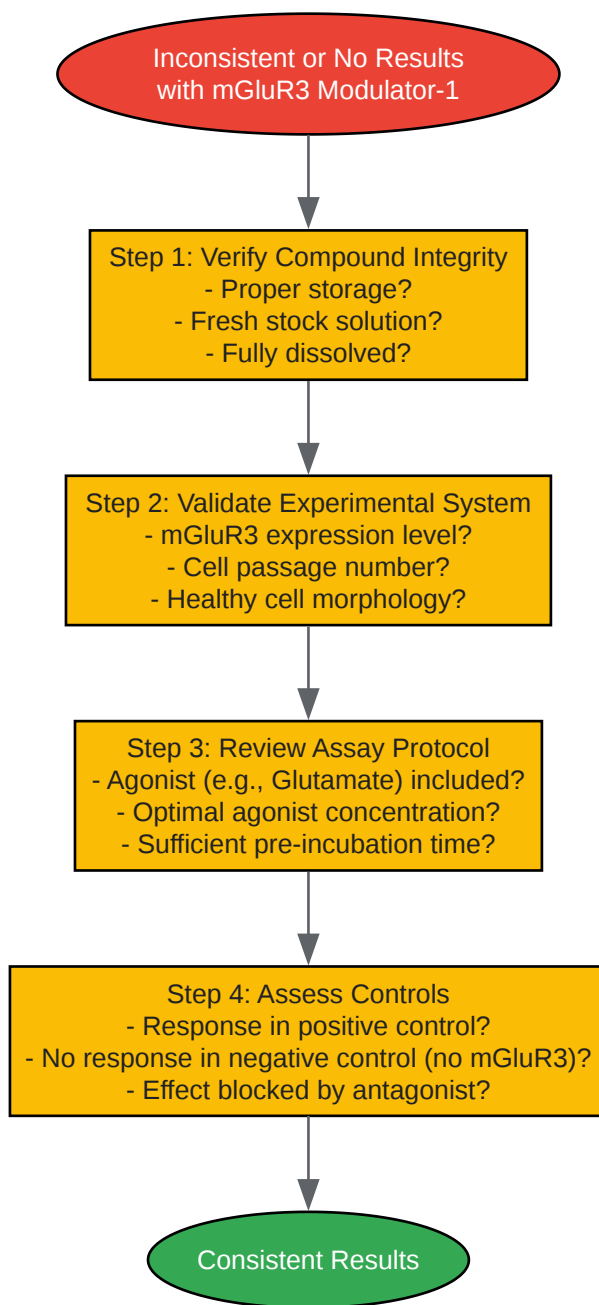 Inconsistent or No Results
with mGluR3 Modulator-1
Step 1: Verify Compound Integrity
- Proper storage?
- Fresh stock solution?
- Fully dissolved?
Step 2: Validate Experimental System
- mGluR3 expression level?
- Cell passage number?
- Healthy cell morphology?
Step 3: Review Assay Protocol
- Agonist (e.g., Glutamate) included?
- Optimal agonist concentration?
- Sufficient pre-incubation time?
Step 4: Assess Controls
- Response in positive control?
- No response in negative control (no mGluR3)?
- Effect blocked by antagonist?
Consistent Results